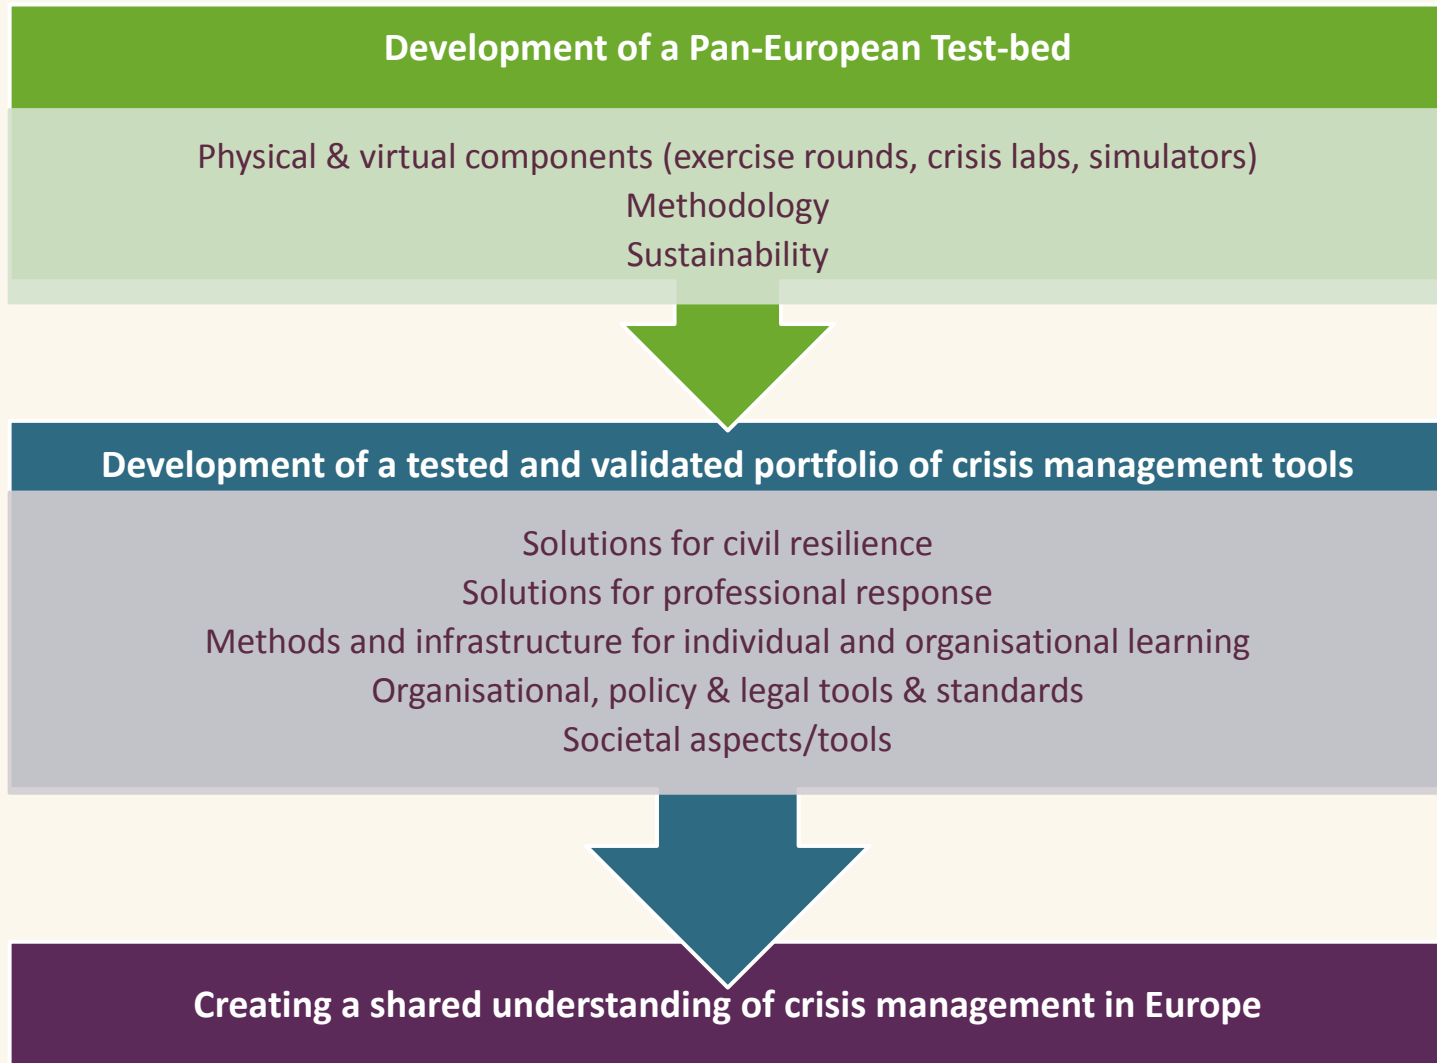 Development of a Pan-European Test-bed
Physical & virtual components (exercise rounds, crisis labs, simulators)
Methodology
Sustainability
Development of a tested and validated portfolio of crisis management tools
Solutions for civil resilience
Solutions for professional response
Methods and infrastructure for individual and organisational learning
Organisational, policy & legal tools & standards
Societal aspects/tools
Creating a shared understanding of crisis management in Europe